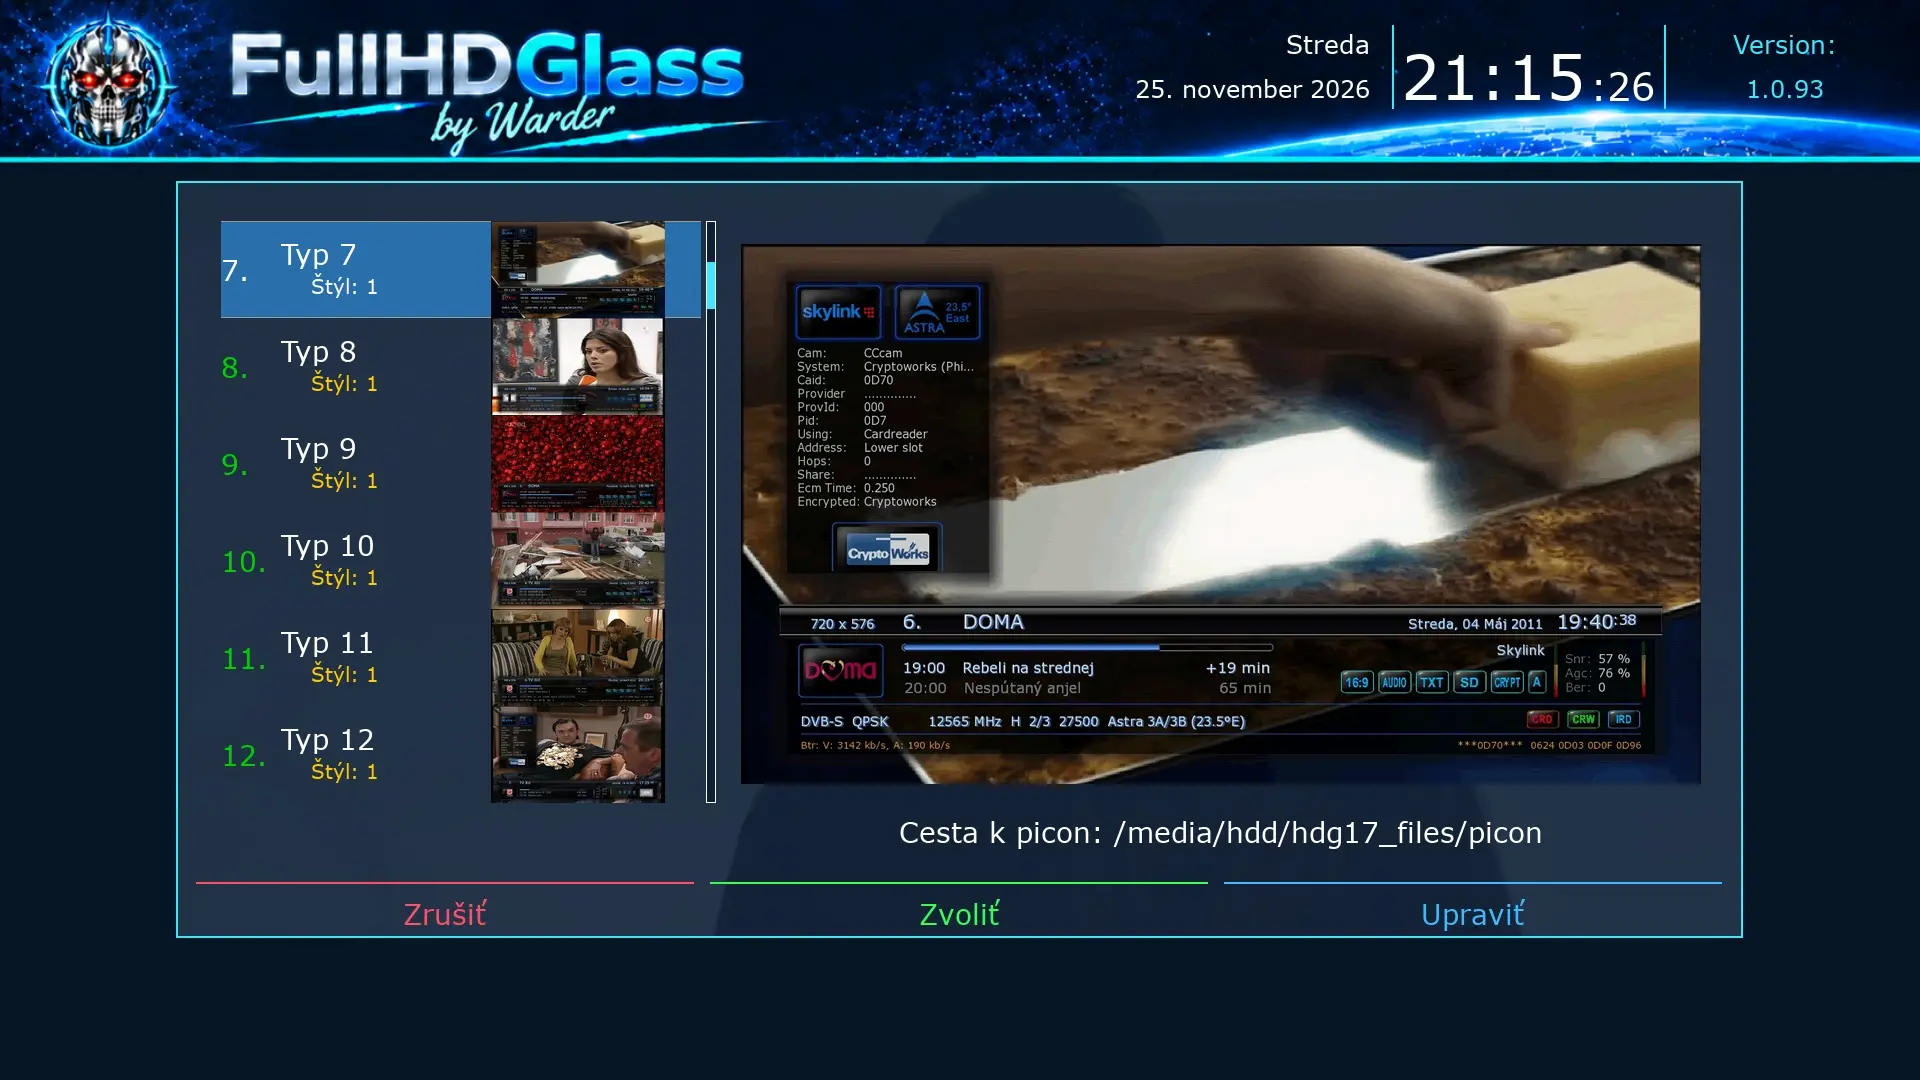 FullHDGlass
by Warder
Streda
25. november 2026
21:15:26
Version:
1.0.93
7.
Typ 7
Štýl: 1
8.
Typ 8
Štýl: 1
9.
Typ 9
Štýl: 1
10.
Typ 10
Štýl: 1
11.
Typ 11
Štýl: 1
12.
Typ 12
Štýl: 1
skylink
ASTRA 23,5° East
Cam: CCcam
System: Cryptoworks (Phi...
Caid: 0D70
Provider ..............
ProvId: 000
Pid: 0D7
Using: Cardreader
Address: Lower slot
Hops: 0
Share: ..............
Ecm Time: 0.250
Encrypted: Cryptoworks
CryptoWorks
720 x 576 6. DOMA Streda, 04 Máj 2011 19:40:38
Skylink
DOMA
19:00 Rebeli na strednej +19 min
20:00 Nespútaný anjel 65 min
16:9 AUDIO TXT SD CRYPT A
Snr: 57 %
Agc: 76 %
Ber: 0
DVB-S QPSK 12565 MHz H 2/3 27500 Astra 3A/3B (23.5°E)
CRD CRW IRD
Btr: V: 3142 kb/s, A: 190 kb/s
***0D70*** 0624 0D03 0D0F 0D96
Cesta k picon: /media/hdd/hdg17_files/picon
Zrušiť
Zvoliť
Upraviť